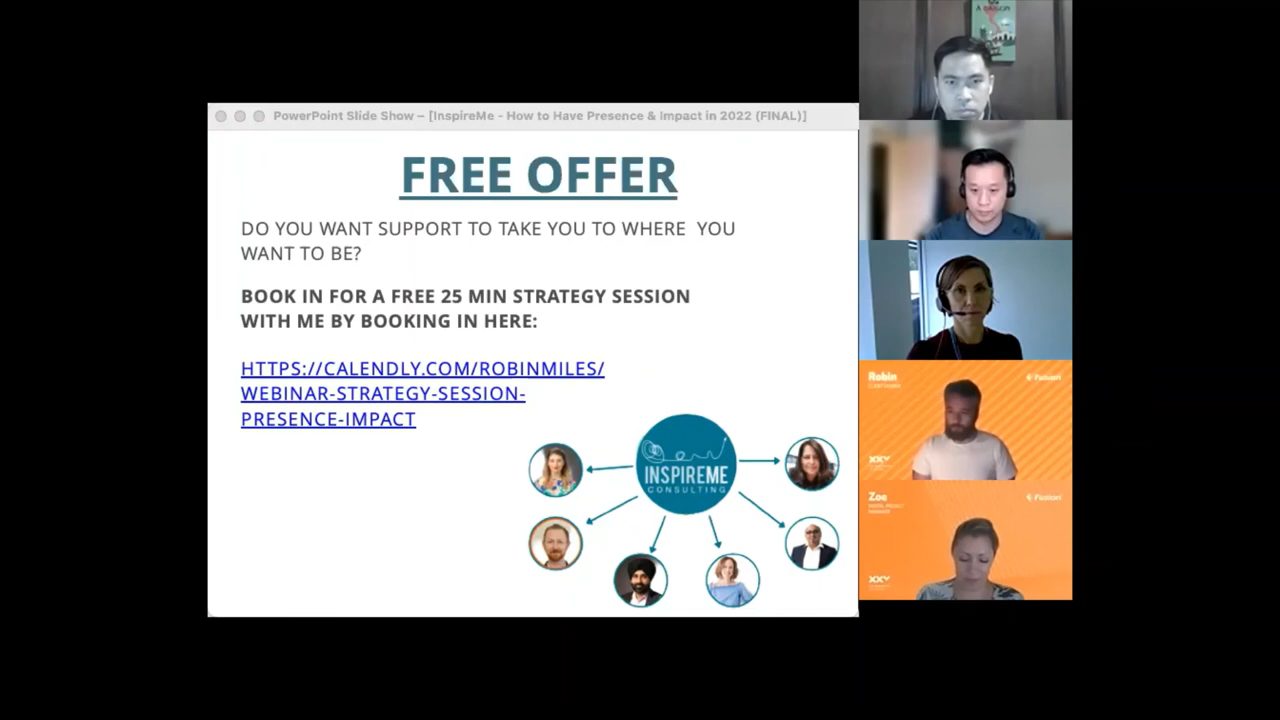 PowerPoint Slide Show – [InspireMe - How to Have Presence & Impact in 2022 (FINAL)]
FREE OFFER
DO YOU WANT SUPPORT TO TAKE YOU TO WHERE YOU
WANT TO BE?
BOOK IN FOR A FREE 25 MIN STRATEGY SESSION
WITH ME BY BOOKING IN HERE:
HTTPS://CALENDLY.COM/ROBINMILES/
WEBINAR-STRATEGY-SESSION-
PRESENCE-IMPACT
INSPIREME
CONSULTING
Robin
Fusion
Zoe
Fusion